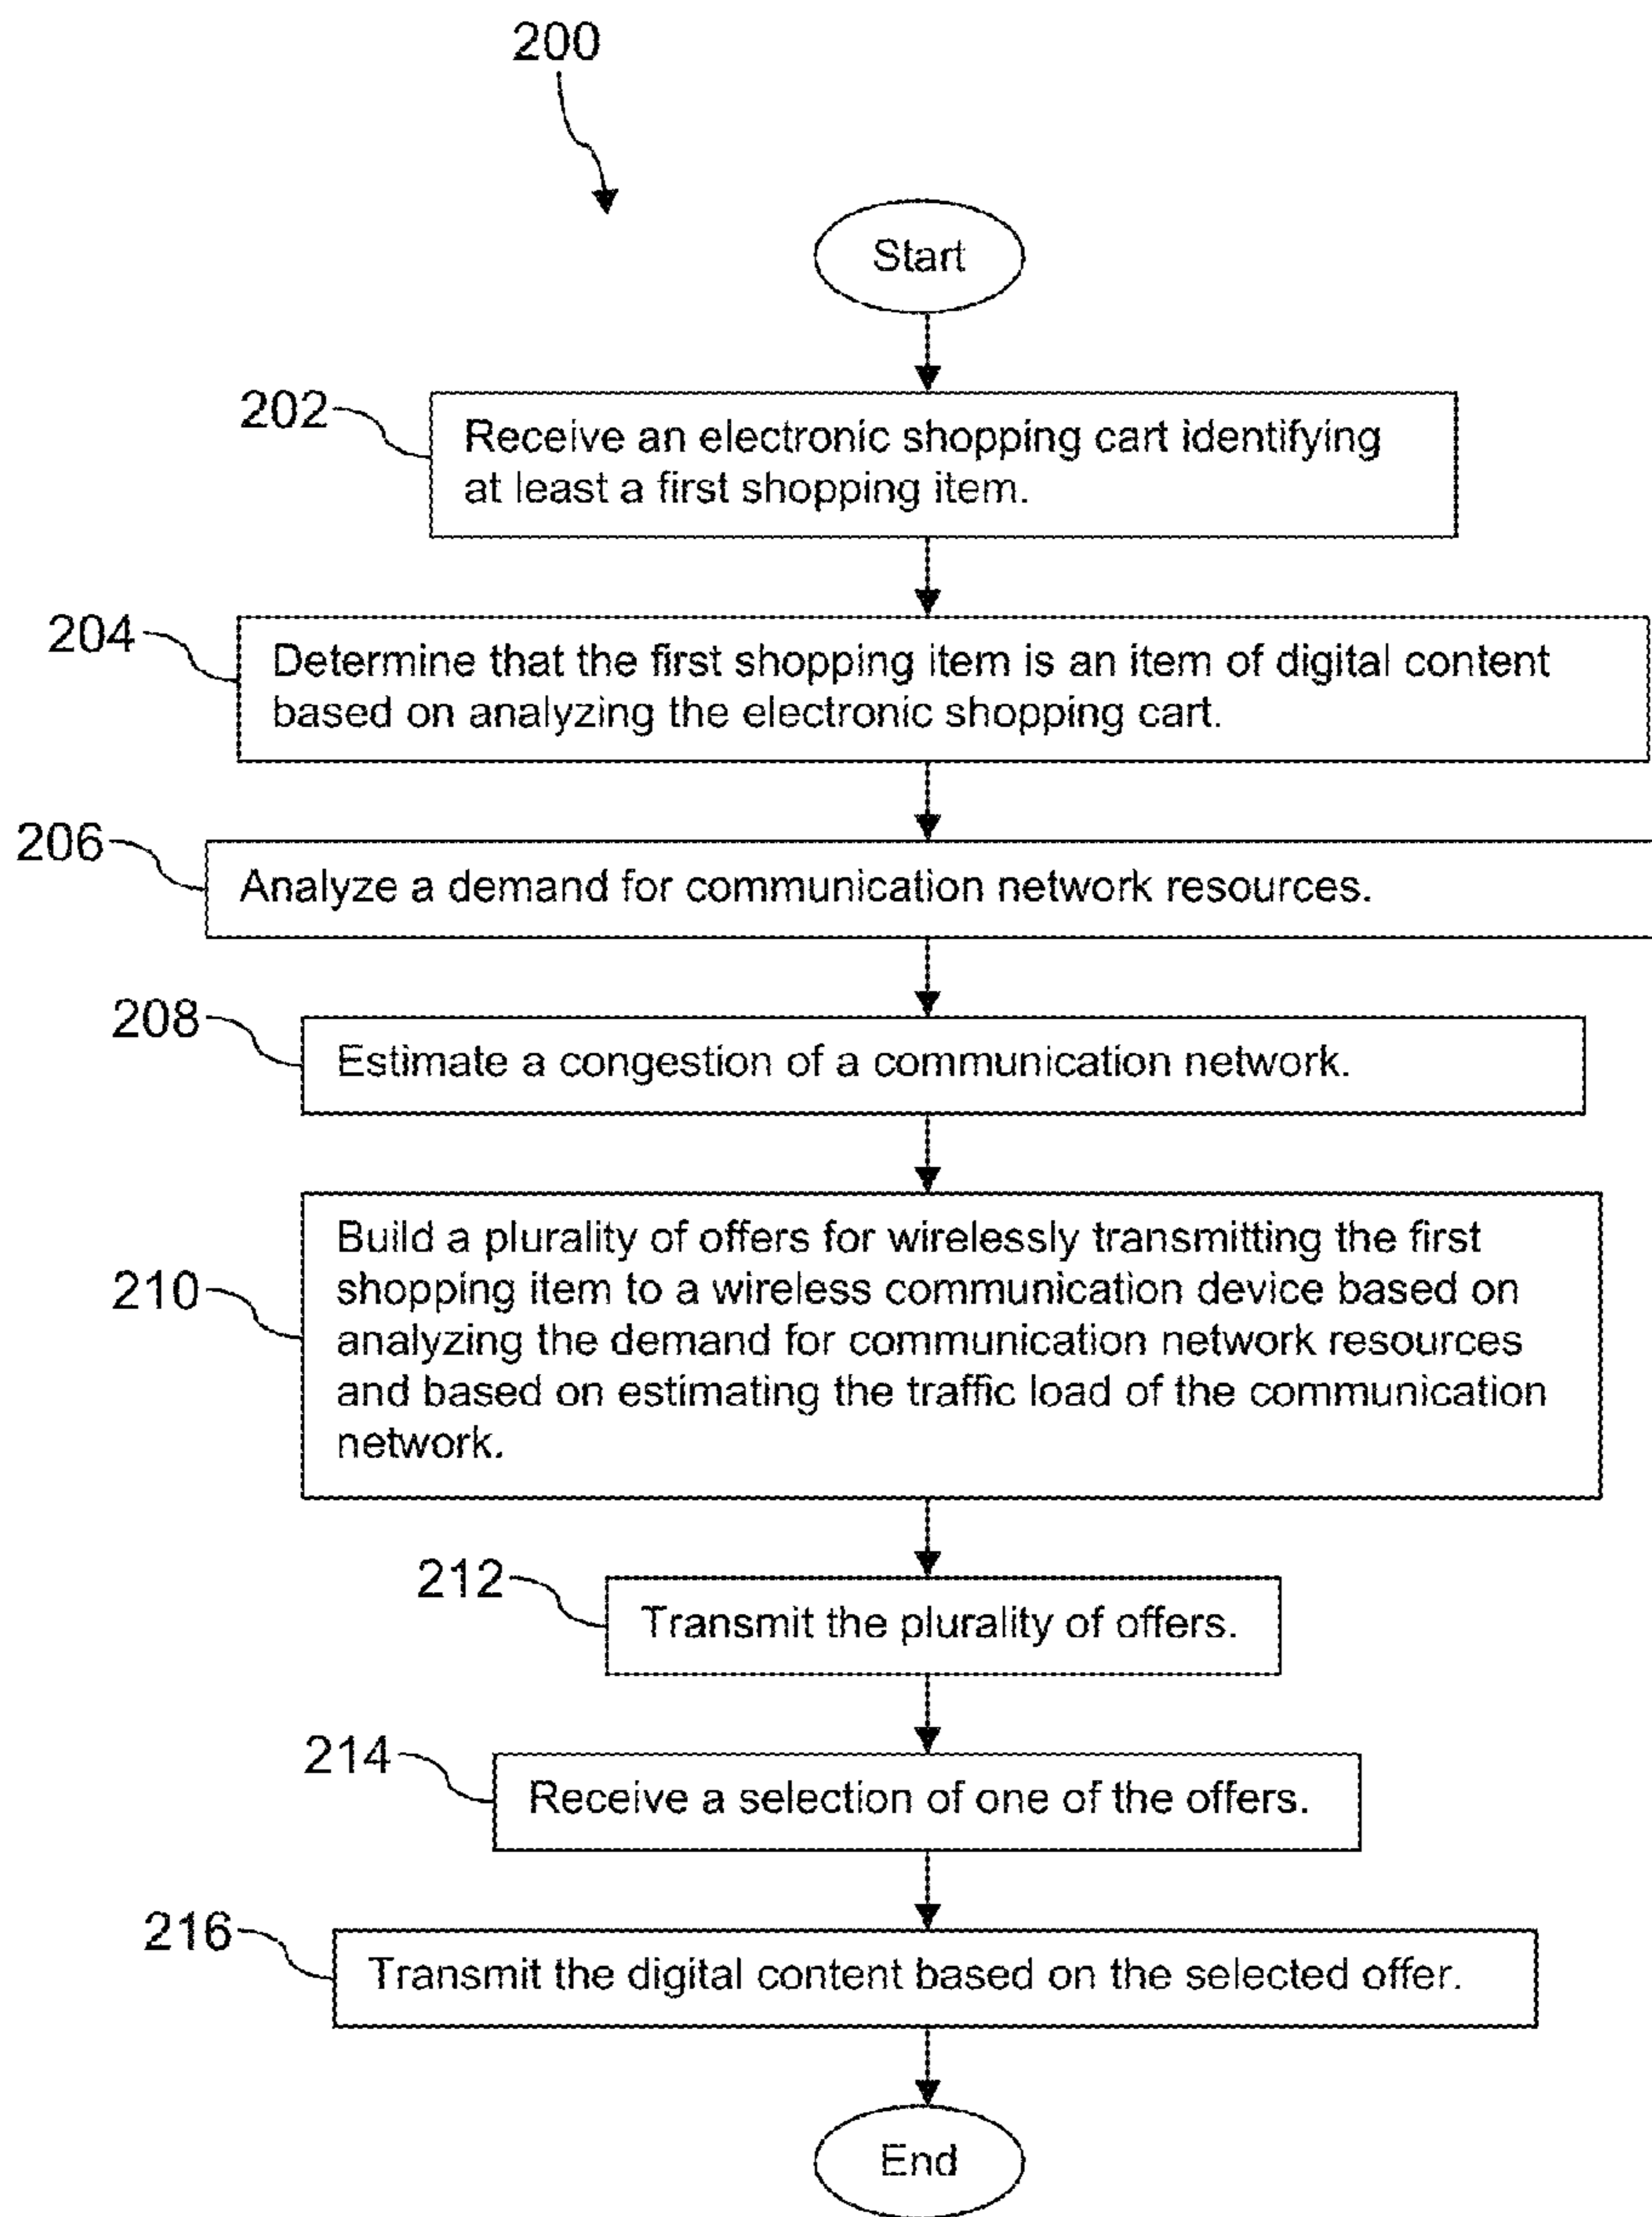 200
Start
202
Receive an electronic shopping cart identifying
at least a first shopping item.
204
Determine that the first shopping item is an item of digital content
based on analyzing the electronic shopping cart.
206
Analyze a demand for communication network resources.
208
Estimate a congestion of a communication network.
210
Build a plurality of offers for wirelessly transmitting the first
shopping item to a wireless communication device based on
analyzing the demand for communication network resources
and based on estimating the traffic load of the communication
network.
212
Transmit the plurality of offers.
214
Receive a selection of one of the offers.
216
Transmit the digital content based on the selected offer.
End